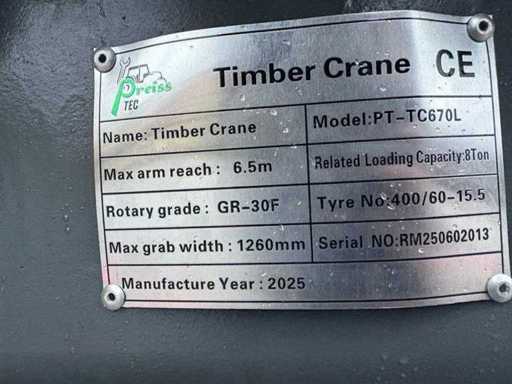 Preiss
TEC
Timber Crane CE
Name: Timber Crane
Model:PT-TC670L
Max arm reach: 6.5m
Related Loading Capacity:8Ton
Rotary grade: GR-30F
Tyre No:400/60-15.5
Max grab width: 1260mm
Serial NO:RM250602013
Manufacture Year: 2025